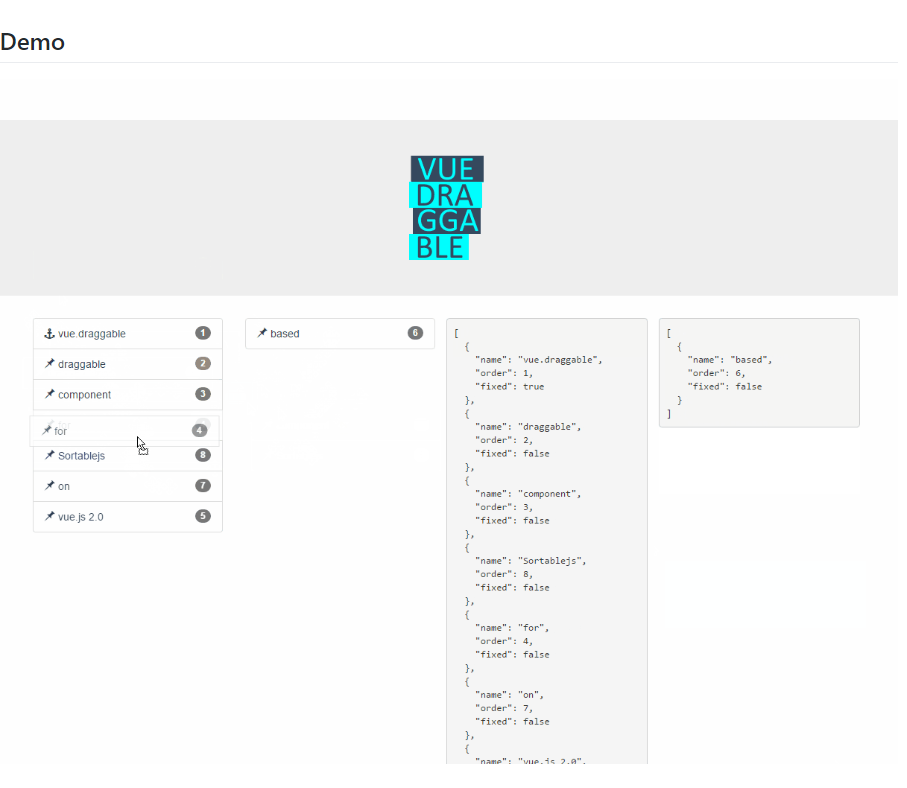 Demo
VUE
DRA
GGA
BLE
vue.draggable 1
draggable 2
component 3
for 4
Sortablejs 8
on 7
vue.js 2.0 5
based 6
[
{
"name": "vue.draggable",
"order": 1,
"fixed": true
},
{
"name": "draggable",
"order": 2,
"fixed": false
},
{
"name": "component",
"order": 3,
"fixed": false
},
{
"name": "Sortablejs",
"order": 8,
"fixed": false
},
{
"name": "for",
"order": 4,
"fixed": false
},
{
"name": "on",
"order": 7,
"fixed": false
},
{
"name": "vue.js 2.0",
[
{
"name": "based",
"order": 6,
"fixed": false
}
]